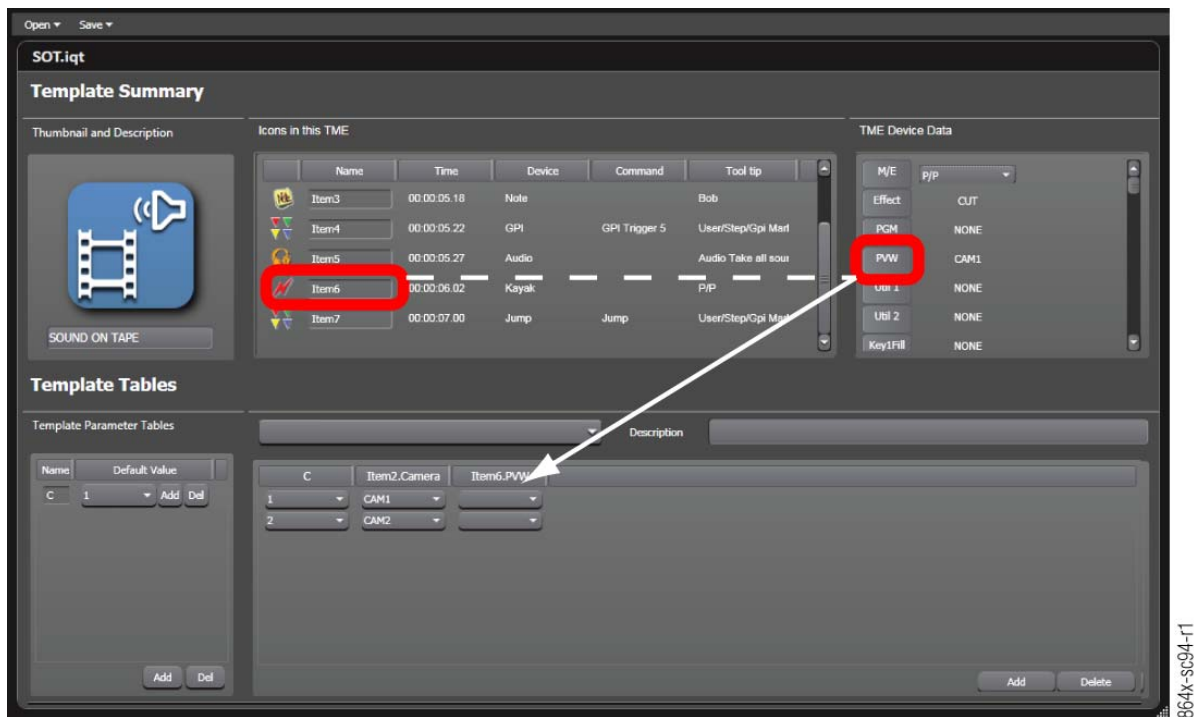 Open Save
SOT.iqt
Template Summary
Thumbnail and Description
Icons in this TME
TME Device Data
Name Time Device Command Tool tip
Item3 00:00:05.18 Note Bob
Item4 00:00:05.22 GPI GPI Trigger 5 User/Step/Gpi Marl
Item5 00:00:05.27 Audio Audio Take all sour
Item6 00:00:06.02 Kayak P/P
Item7 00:00:07.00 Jump Jump User/Step/Gpi Marl
M/E P/P
Effect CUT
PGM NONE
PVW CAM1
Util 1 NONE
Util 2 NONE
Key1Fill NONE
SOUND ON TAPE
Template Tables
Template Parameter Tables
Description
Name Default Value
C 1 Add Del
Add Del
C Item2.Camera Item6.PVW
1 CAM1
2 CAM2
Add Delete
864x-sc94-r1